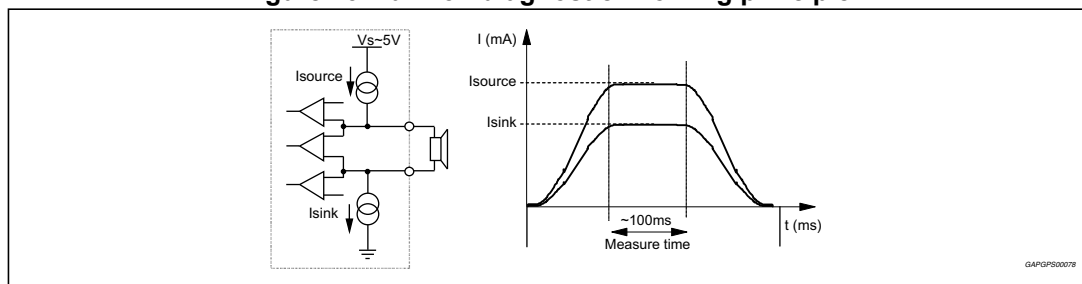 Vs~5V
Isource
Isink
I (mA)
Isource
Isink
~100ms
Measure time
t (ms)
GAPGPS00078